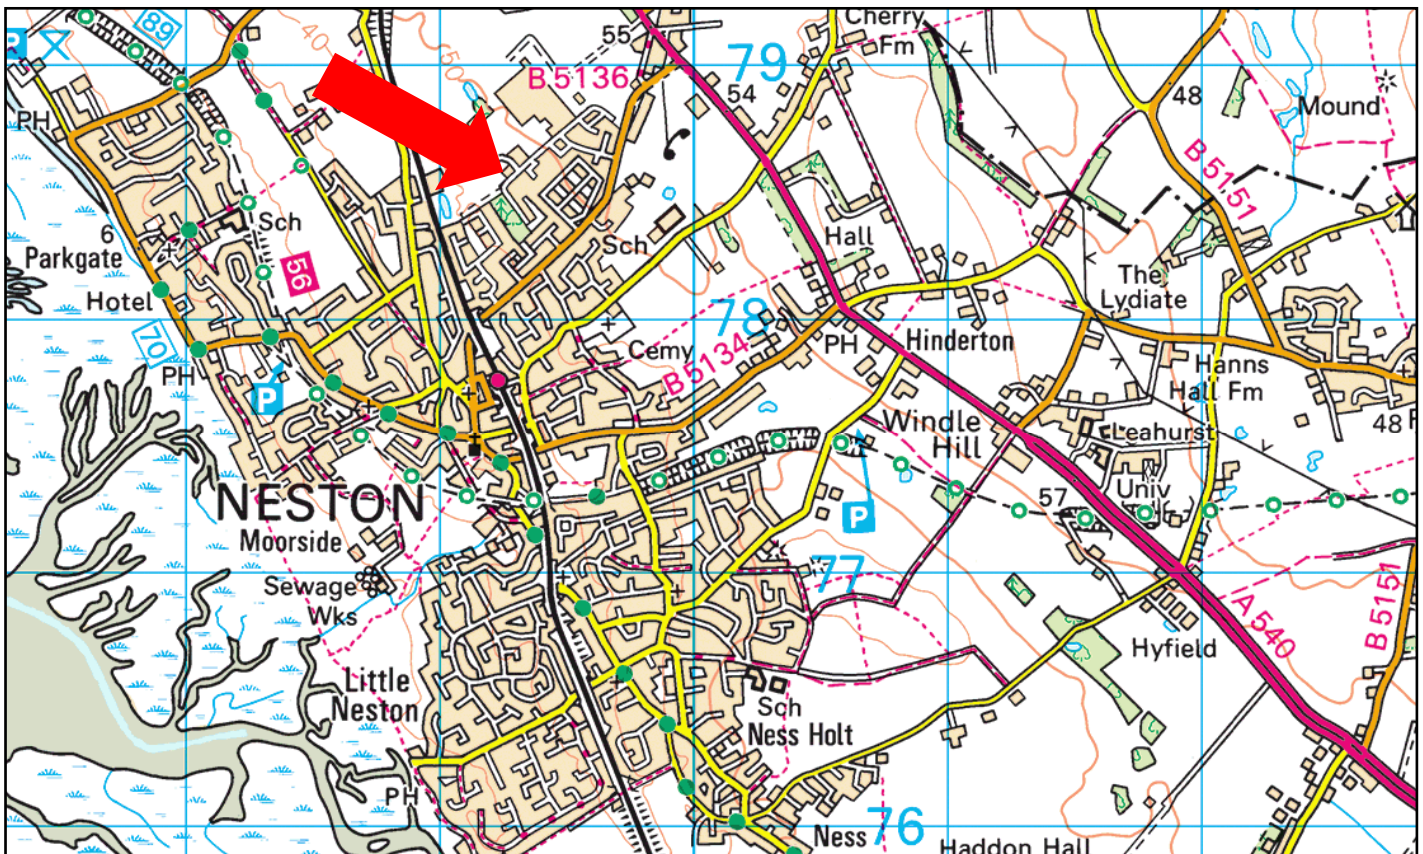 Cherry
Fm
89
40
50
55
B 5136
79
54
48
Mound
P
PH
B 5151
6
Sch
Parkgate
56
Hotel
Sch
Hall
The
Lydiate
78
70
PH
Cemy
B 5134
PH
Hinderton
Hanns
Hall Fm
P
Windle
Hill
Leahurst
48
NESTON
57
Univ
P
Moorside
Sewage
Wks
77
A 540
B 5151
Hyfield
Little
Neston
Sch
Ness Holt
PH
Ness
76
Haddon Hall